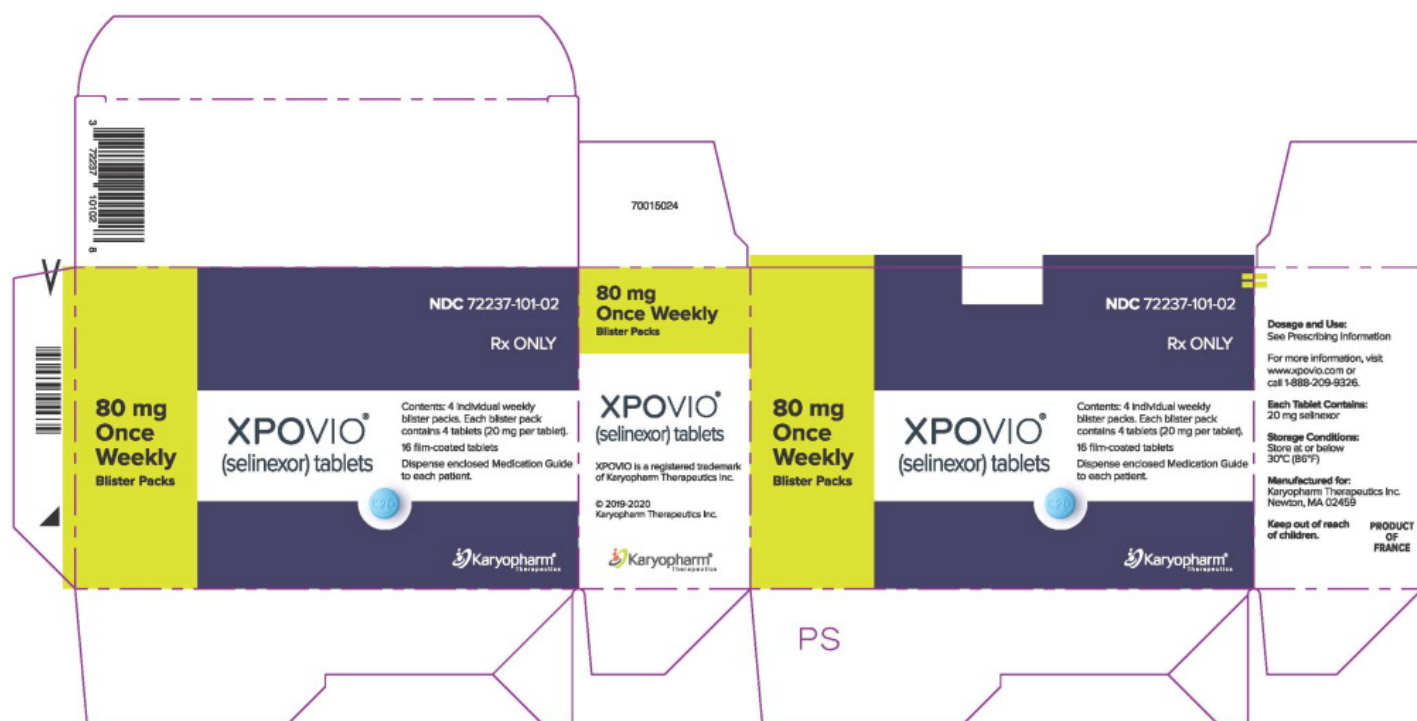 3 72237 10102 8
70015024
80 mg
Once
Weekly
Blister Packs
NDC 72237-101-02
Rx ONLY
XPOVIO®
(selinexor) tablets
Contents: 4 individual weekly
blister packs. Each blister pack
contains 4 tablets (20 mg per tablet).
16 film-coated tablets
Dispense enclosed Medication Guide
to each patient.
K20
Karyopharm®
Therapeutics
80 mg
Once Weekly
Blister Packs
XPOVIO®
(selinexor) tablets
XPOVIO is a registered trademark
of Karyopharm Therapeutics Inc.
© 2019-2020
Karyopharm Therapeutics Inc.
Karyopharm®
Therapeutics
80 mg
Once
Weekly
Blister Packs
NDC 72237-101-02
Rx ONLY
XPOVIO®
(selinexor) tablets
Contents: 4 individual weekly
blister packs. Each blister pack
contains 4 tablets (20 mg per tablet).
16 film-coated tablets
Dispense enclosed Medication Guide
to each patient.
K20
Karyopharm®
Therapeutics
Dosage and Use:
See Prescribing Information
For more information, visit
www.xpovio.com or
call 1-888-209-9326.
Each Tablet Contains:
20 mg selinexor
Storage Conditions:
Store at or below
30°C (86°F)
Manufactured for:
Karyopharm Therapeutics Inc.
Newton, MA 02459
Keep out of reach
of children.
PRODUCT
OF
FRANCE
PS